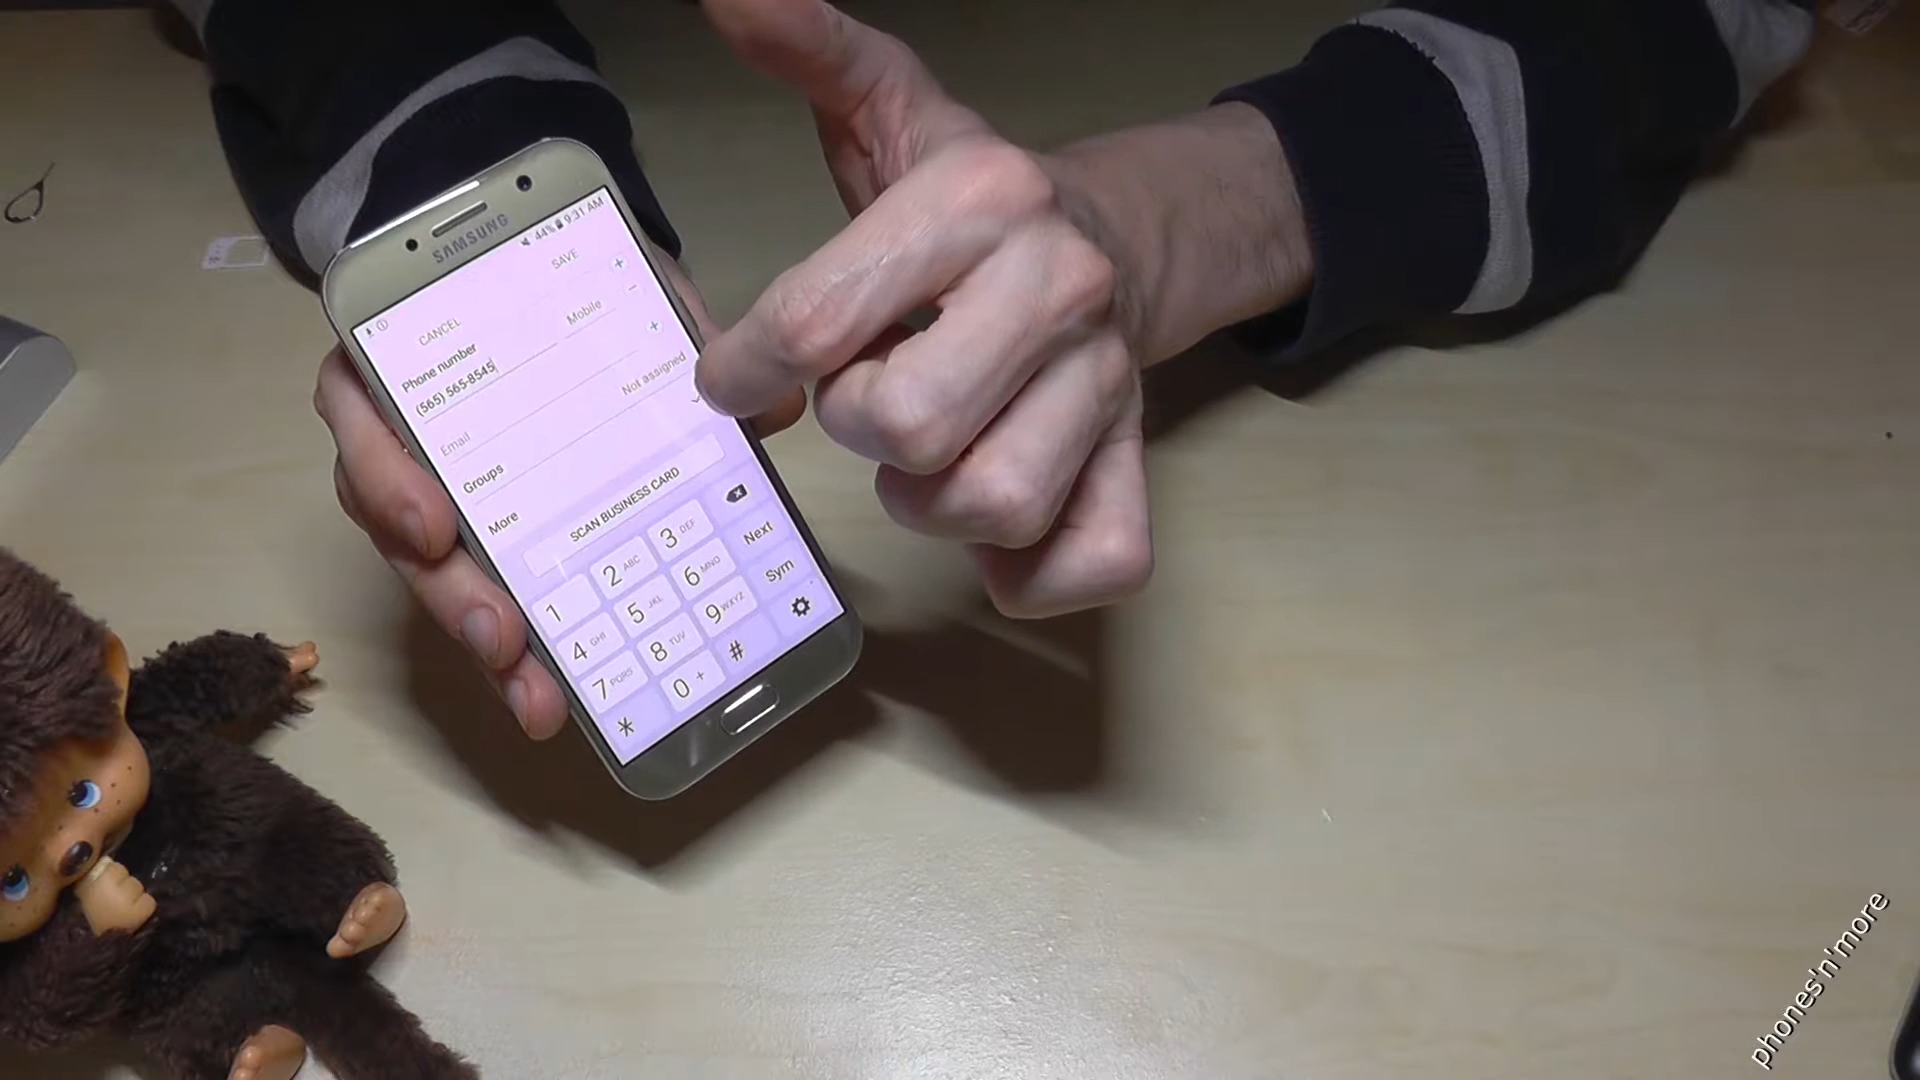 SAMSUNG
44% 9:31 AM
CANCEL SAVE
Phone number
(565) 565-8545 Mobile
Email
Groups Not assigned
More
SCAN BUSINESS CARD
1 2 ABC 3 DEF
4 GHI 5 JKL 6 MNO Next
7 PQRS 8 TUV 9 WXYZ Sym
* 0 + #
phones'n'more